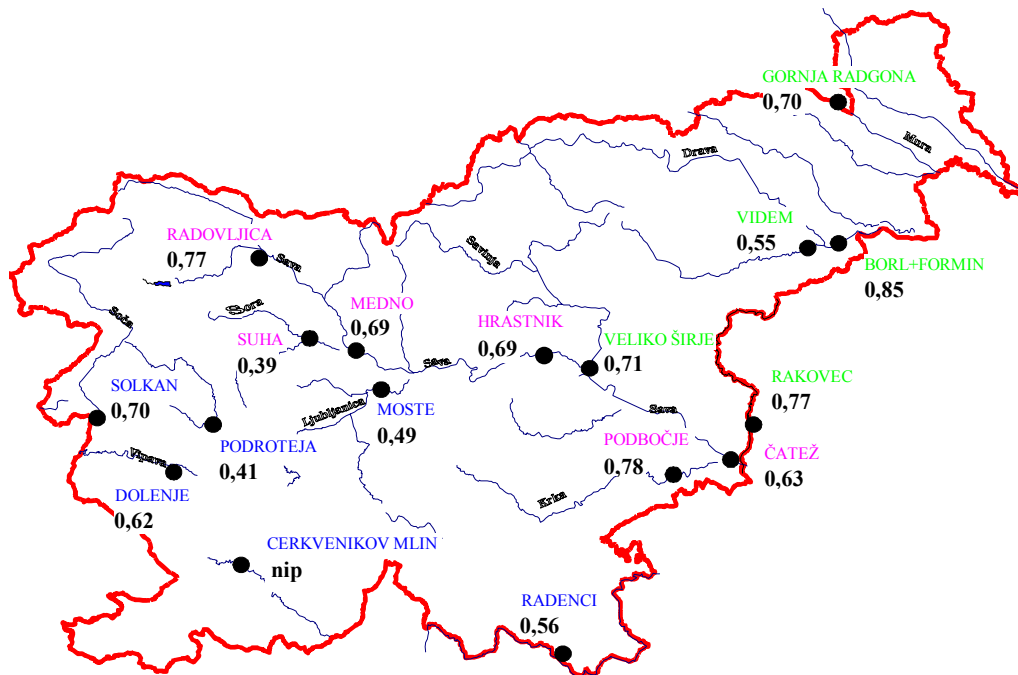 GORNJA RADGONA
0,70
Mura
Drava
VIDEM
0,55
BORL+FORMIN
0,85
RADOVLJICA
0,77
Sava
Savinja
Sora
MEDNO
0,69
SUHA
0,39
HRASTNIK
0,69
VELIKO ŠIRJE
0,71
Soča
Sava
SOLKAN
0,70
RAKOVEC
0,77
Ljubljanica
MOSTE
0,49
Sava
PODROTEJA
0,41
PODBOČJE
0,78
ČATEŽ
0,63
Vipava
DOLENJE
0,62
Krka
CERKVENIKOV MLIN
nip
RADENCI
0,56